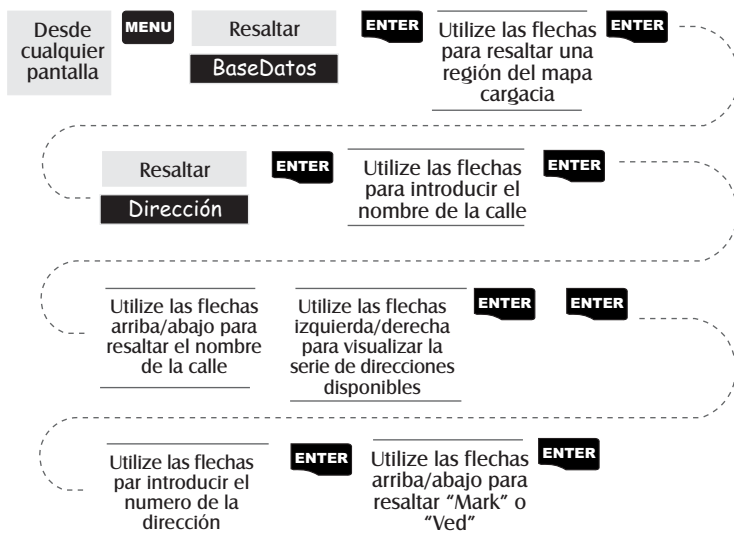 Desde
cualquier
pantalla
MENU
Resaltar
BaseDatos
ENTER
Utilize las flechas
para resaltar una
región del mapa
cargacia
ENTER
Resaltar
Dirección
ENTER
Utilize las flechas
para introducir el
nombre de la calle
ENTER
Utilize las flechas
arriba/abajo para
resaltar el nombre
de la calle
Utilize las flechas
izquierda/derecha
para visualizar la
serie de direcciones
disponibles
ENTER
ENTER
Utilize las flechas
par introducir el
numero de la
dirección
ENTER
Utilize las flechas
arriba/abajo para
resaltar “Mark” o
“Ved”
ENTER